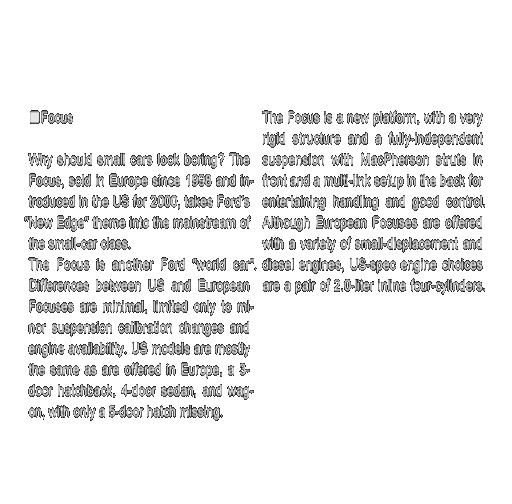 □Focus
Why should small cars look boring? The
Focus, sold in Europe since 1998 and in-
troduced in the US for 2000, takes Ford's
"New Edge" theme into the mainstream of
the small-car class.
The Focus is another Ford "world car".
Differences between US and European
Focuses are minimal, limited only to mi-
nor suspension calibration changes and
engine availability. US models are mostly
the same as are offered in Europe, a 3-
door hatchback, 4-door sedan, and wag-
on, with only a 5-door hatch missing.
The Focus is a new platform, with a very
rigid structure and a fully-independent
suspension with MacPherson struts in
front and a multi-link setup in the back for
entertaining handling and good control.
Although European Focuses are offered
with a variety of small-displacement and
diesel engines, US-spec engine choices
are a pair of 2.0-liter inline four-cylinders.